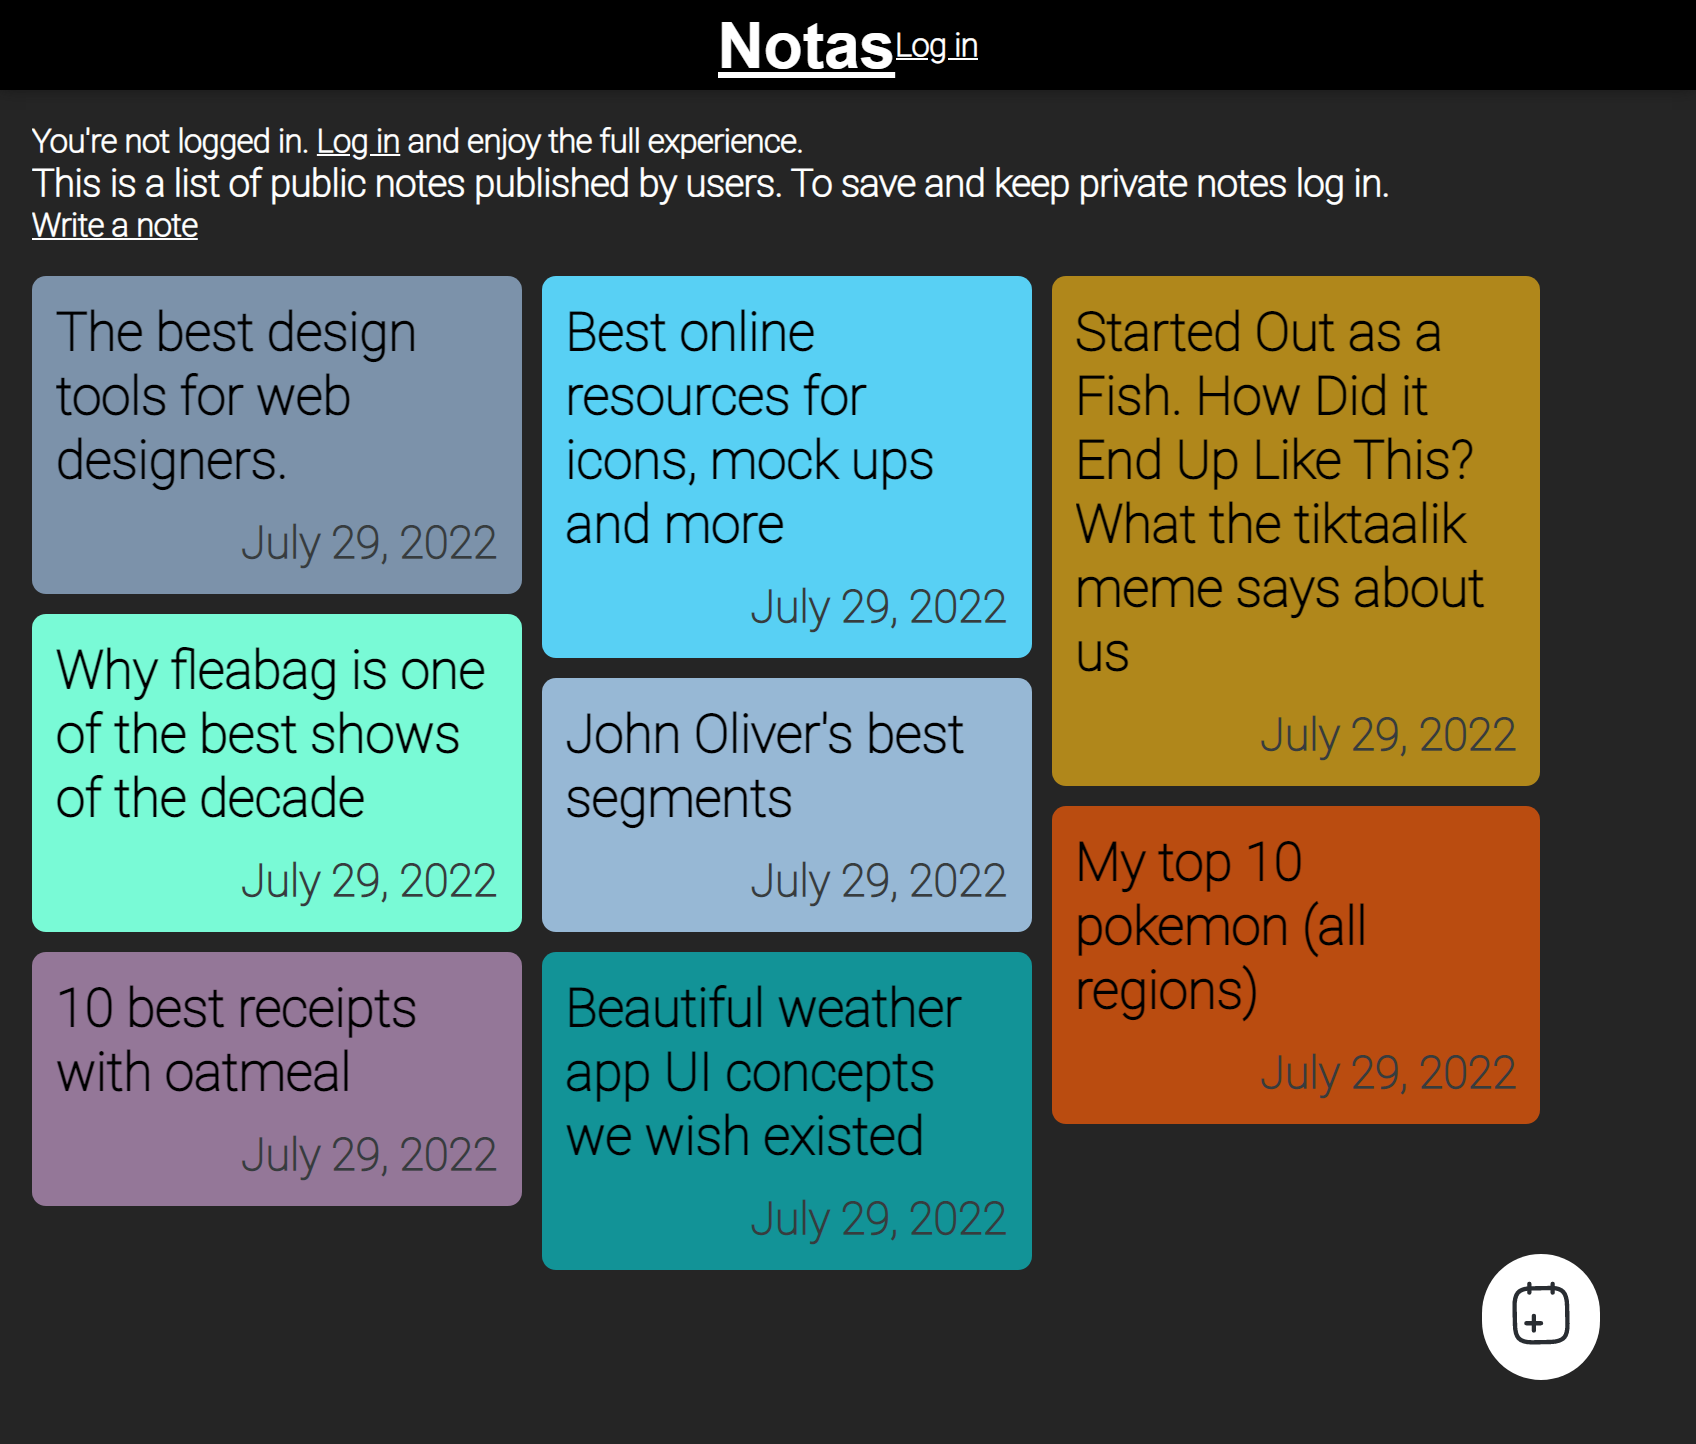 Notas Log in
You're not logged in. Log in and enjoy the full experience.
This is a list of public notes published by users. To save and keep private notes log in.
Write a note
The best design
tools for web
designers.
July 29, 2022
Why fleabag is one
of the best shows
of the decade
July 29, 2022
10 best receipts
with oatmeal
July 29, 2022
Best online
resources for
icons, mock ups
and more
July 29, 2022
John Oliver's best
segments
July 29, 2022
Beautiful weather
app UI concepts
we wish existed
July 29, 2022
Started Out as a
Fish. How Did it
End Up Like This?
What the tiktaalik
meme says about
us
July 29, 2022
My top 10
pokemon (all
regions)
July 29, 2022